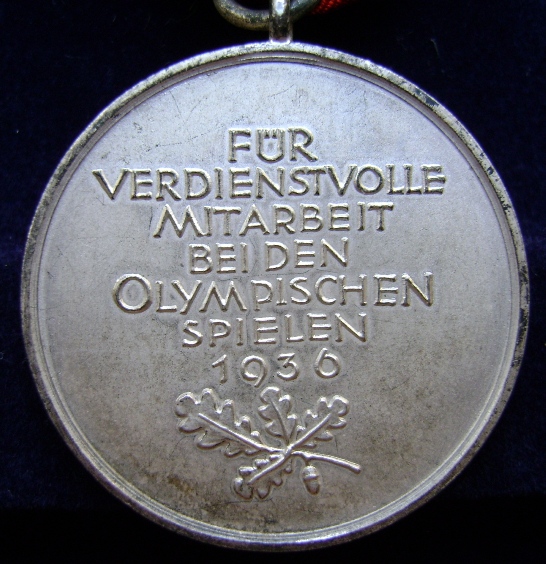 FÜR
VERDIENSTVOLLE
MITARBEIT
BEI DEN
OLYMPISCHEN
SPIELEN
1936